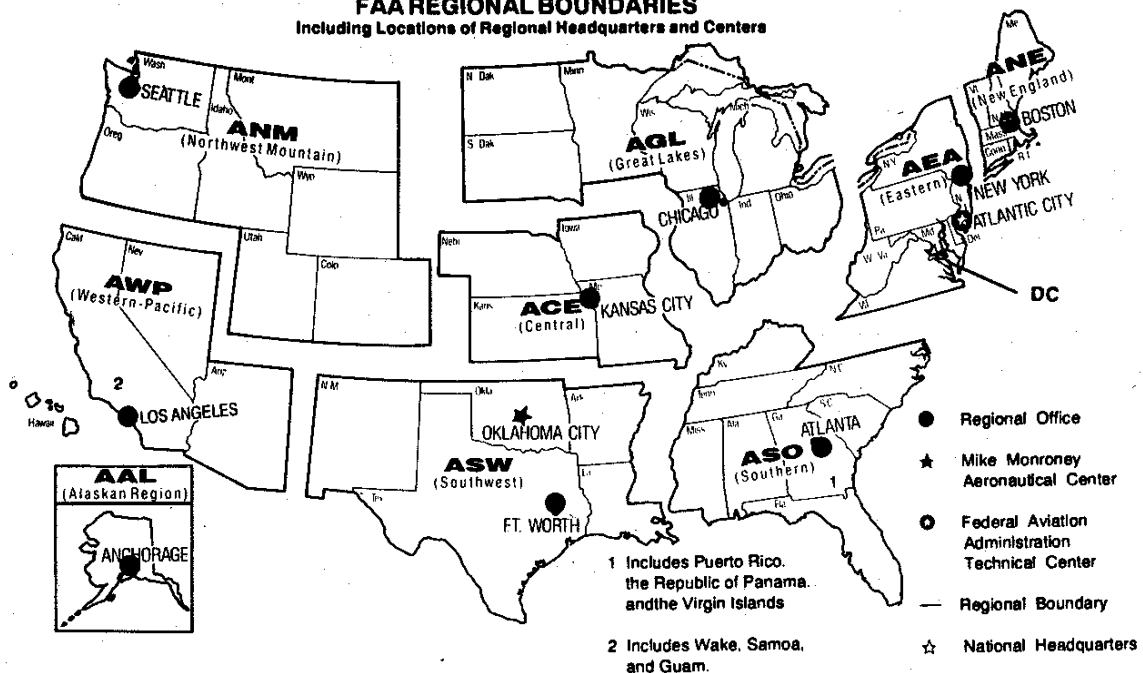 FAA REGIONAL BOUNDARIES
Including Locations of Regional Headquarters and Centers
Wash
SEATTLE
Mont
Idaho
Oreg
ANM
(Northwest Mountain)
Wyo
Utah
Colo
N Dak
Minn
S Dak
Wis
Mich
AGL
(Great Lakes)
Ill
CHICAGO
Ind
Ohio
Me
ANE
(New England)
Vt
N
BOSTON
Mass
Conn
R I
NY
AEA
(Eastern)
NEW YORK
N
ATLANTIC CITY
Pa
Md
Del
W Va
Va
DC
Calif
Nev
AWP
(Western-Pacific)
2
Ariz
LOS ANGELES
Hawaii
Nebr
Iowa
Kans
Mo
ACE
(Central)
KANSAS CITY
N M
Okla
Ark
OKLAHOMA CITY
ASW
(Southwest)
La
Tex
FT. WORTH
Ky
Tenn
N C
S C
Miss
Ala
Ga
ATLANTA
ASO
(Southern)
1
Fla
AAL
(Alaskan Region)
ANCHORAGE
Regional Office
Mike Monroney
Aeronautical Center
Federal Aviation
Administration
Technical Center
Regional Boundary
National Headquarters
1 Includes Puerto Rico.
the Republic of Panama.
andthe Virgin Islands
2 Includes Wake, Samoa,
and Guam.